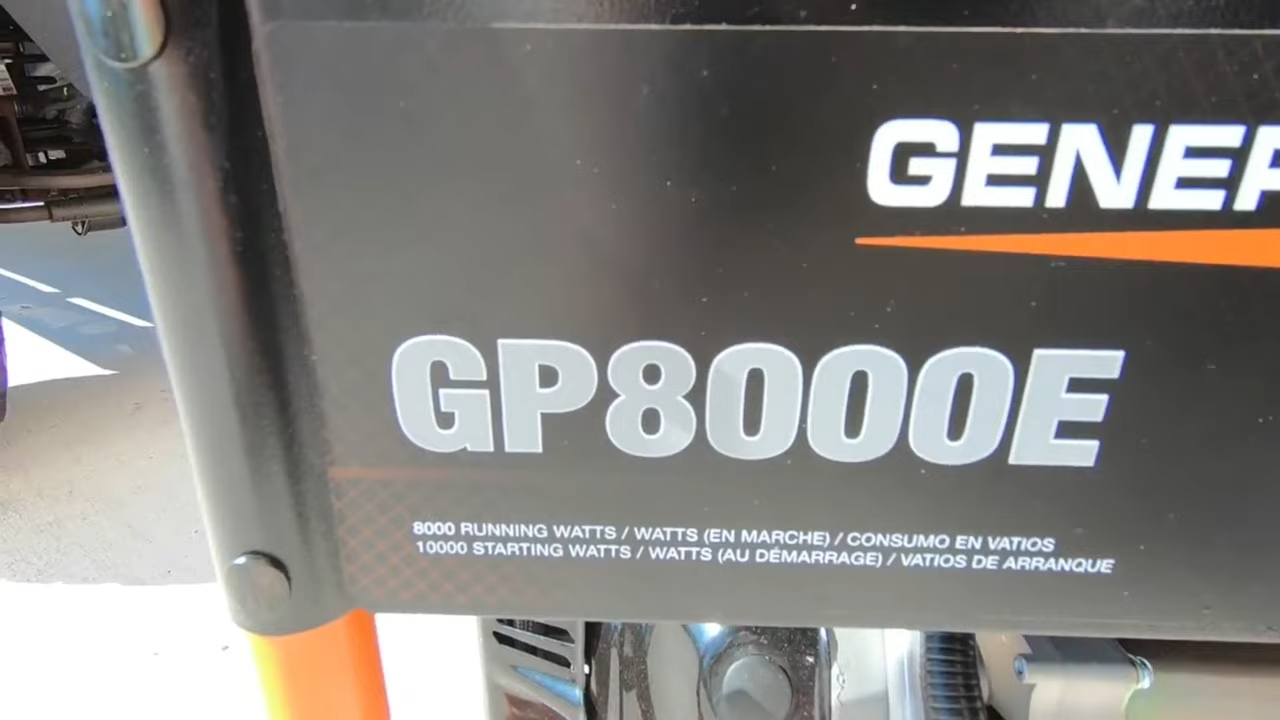 GENER
GP8000E
8000 RUNNING WATTS / WATTS (EN MARCHE) / CONSUMO EN VATIOS
10000 STARTING WATTS / WATTS (AU DÉMARRAGE) / VATIOS DE ARRANQUE